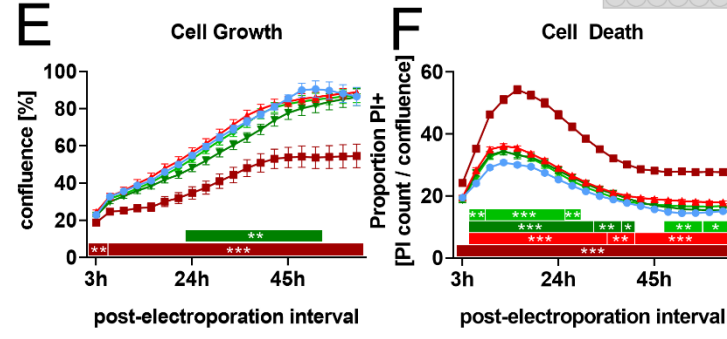 E
Cell Growth
confluence [%]
100
80
60
40
20
0
**
** ***
3h 24h 45h
post-electroporation interval
F
Cell Death
Proportion PI+
[PI count / confluence]
60
40
20
0
** *** **
*** ** * ** *
*** ** ***
***
3h 24h 45h
post-electroporation interval